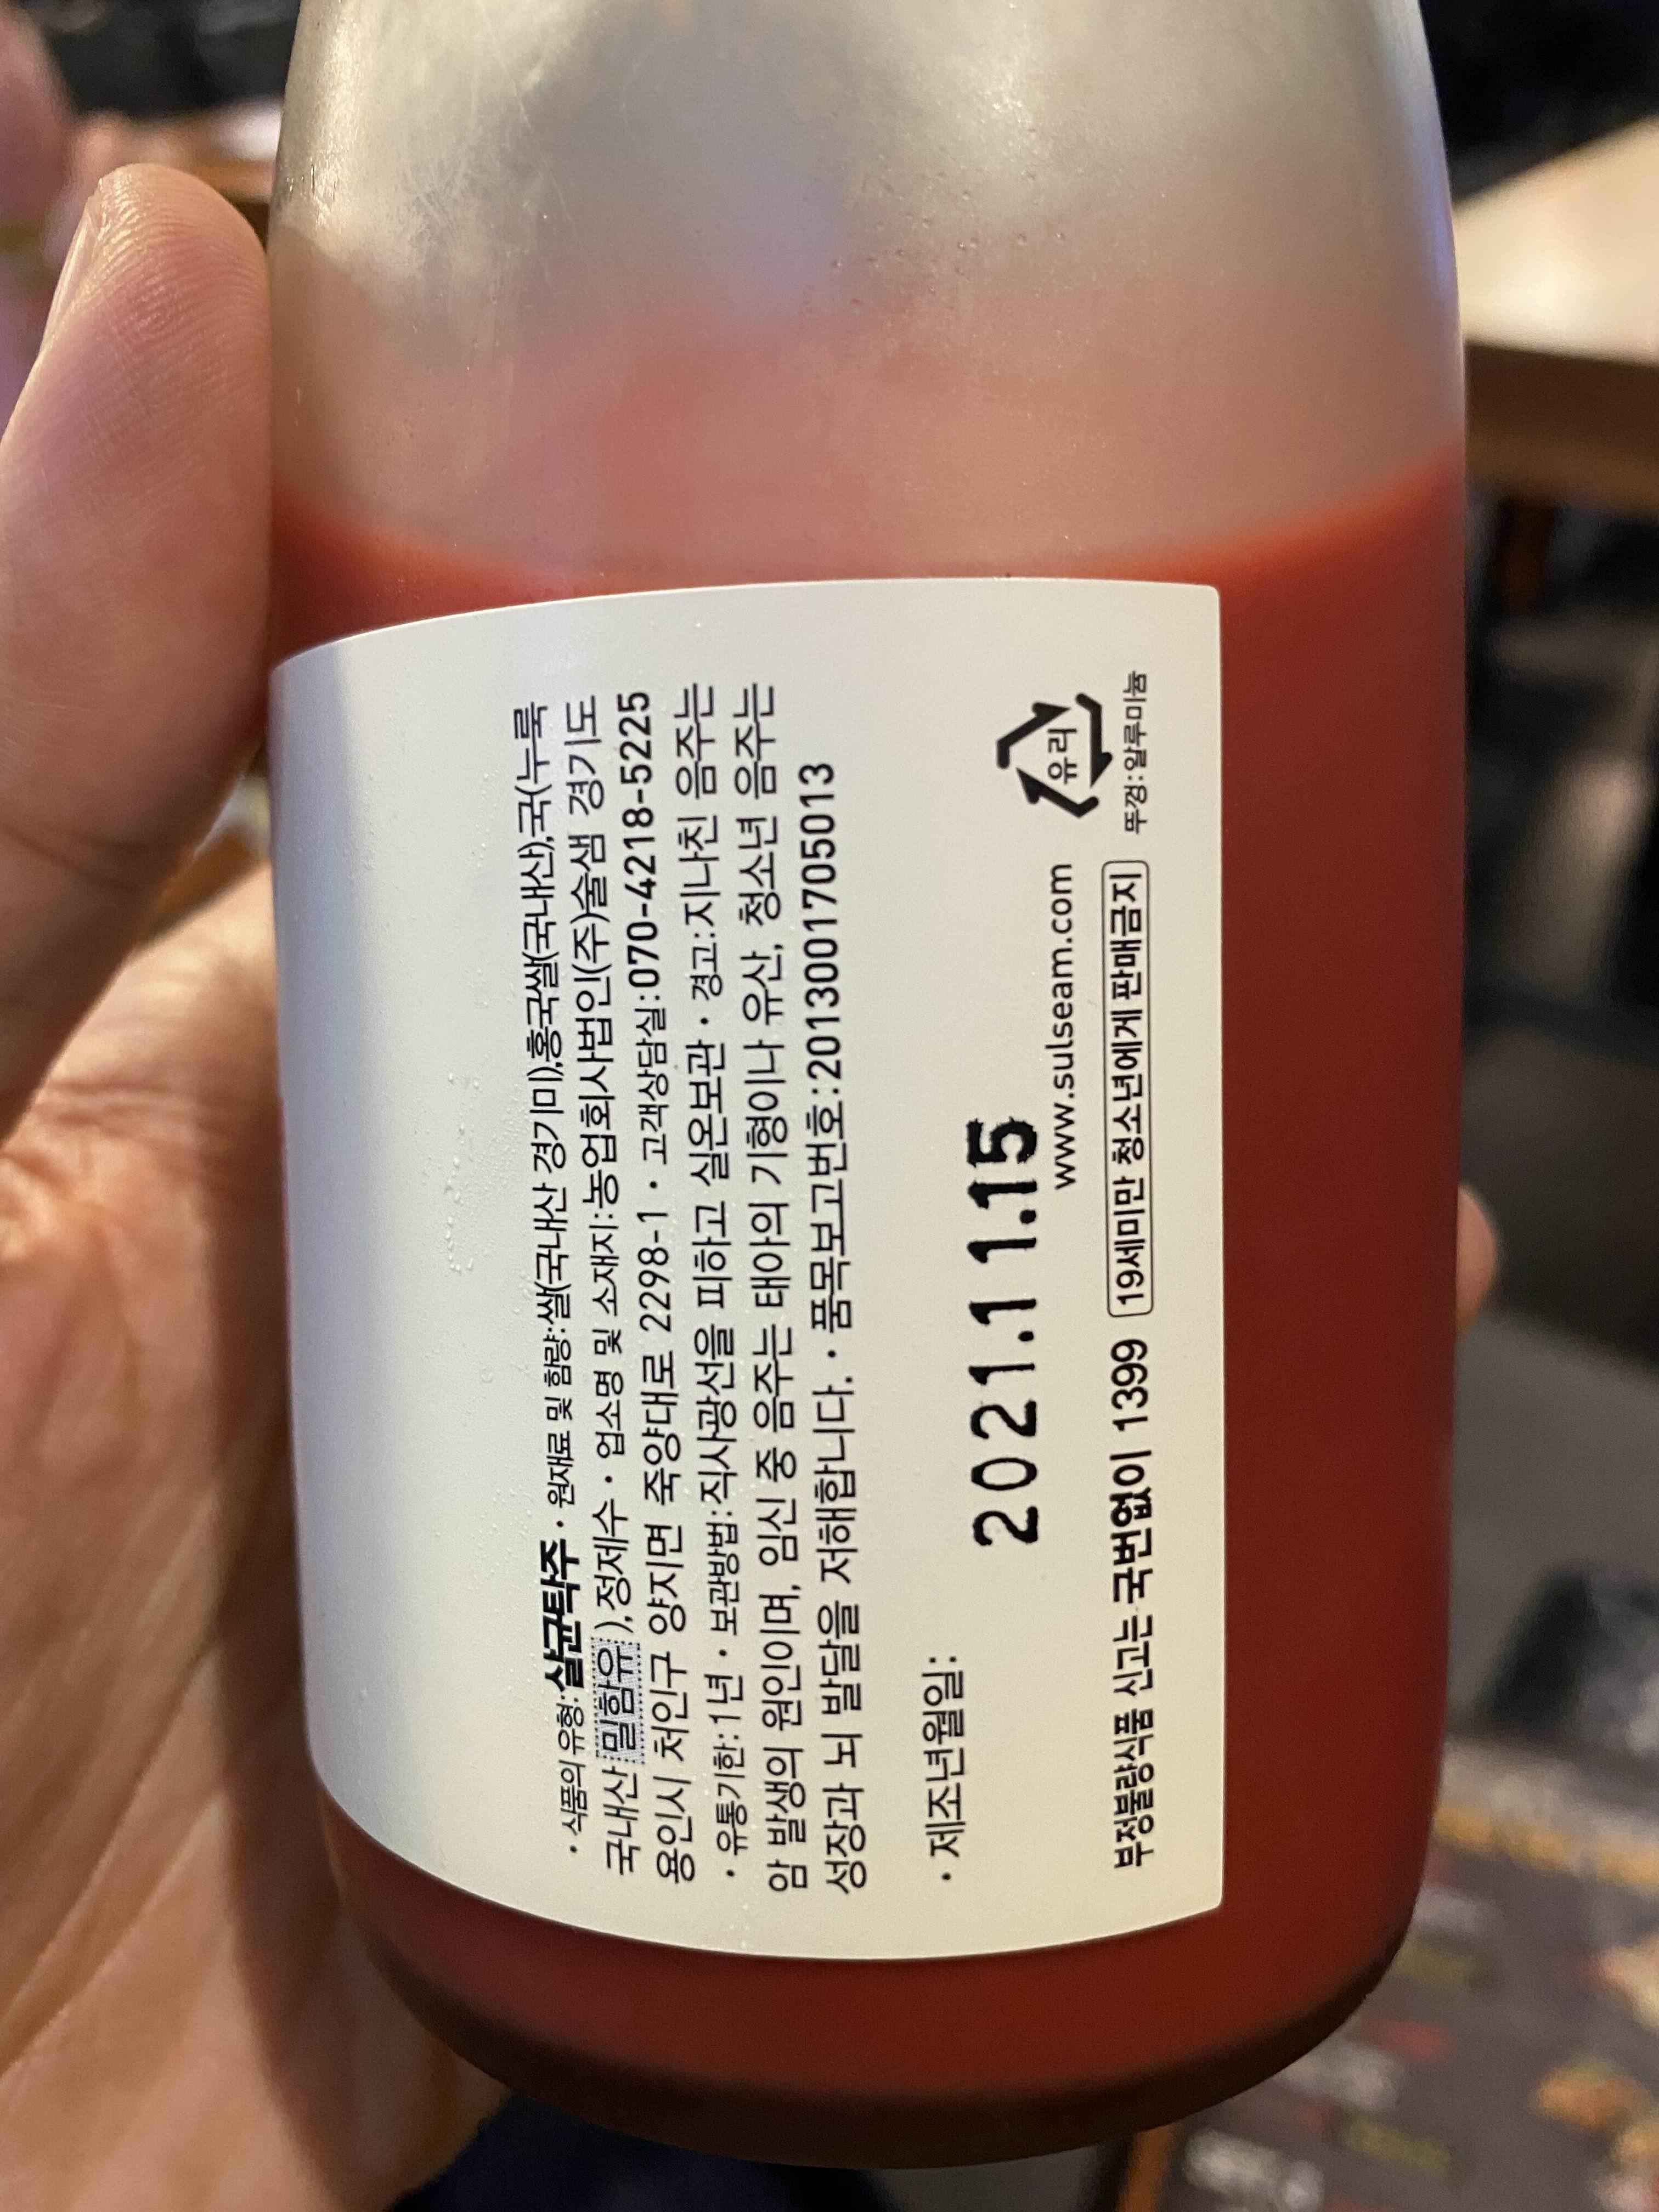 · 식품의 유형:살균탁주 · 원재료 및 함량:쌀(국내산 경기미),홍국쌀(국내산),국(누룩
국내산 밀함유),정제수 · 업소명 및 소재지:농업회사법인(주)술샘 경기도
용인시 처인구 양지면 죽양대로 2298-1 · 고객상담실:070-4218-5225
· 유통기한:1년 · 보관방법:직사광선을 피하고 실온보관 · 경고:지나친 음주는
암 발생의 원인이며, 임신 중 음주는 태아의 기형이나 유산, 청소년 음주는
성장과 뇌 발달을 저해합니다. · 품목보고번호:2013001705013
· 제조년월일:
2021.11.15
www.sulseam.com
유리
뚜껑:알루미늄
부정불량식품 신고는 국번없이 1399 19세미만 청소년에게 판매금지